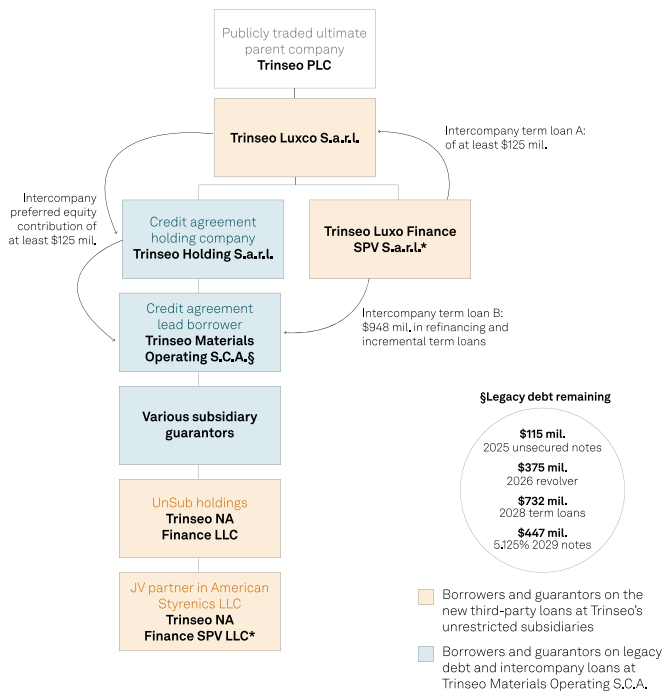 Publicly traded ultimate
parent company
Trinseo PLC
Trinseo Luxco S.a.r.l.
Intercompany term loan A:
of at least $125 mil.
Intercompany
preferred equity
contribution of
at least $125 mil.
Credit agreement
holding company
Trinseo Holding S.a.r.l.
Trinseo Luxo Finance
SPV S.a.r.l.*
Credit agreement
lead borrower
Trinseo Materials
Operating S.C.A.§
Intercompany term loan B:
$948 mil. in refinancing and
incremental term loans
Various subsidiary
guarantors
§Legacy debt remaining
$115 mil.
2025 unsecured notes
$375 mil.
2026 revolver
$732 mil.
2028 term loans
$447 mil.
5.125% 2029 notes
UnSub holdings
Trinseo NA
Finance LLC
JV partner in American
Styrenics LLC
Trinseo NA
Finance SPV LLC*
Borrowers and guarantors on the
new third-party loans at Trinseo's
unrestricted subsidiaries
Borrowers and guarantors on legacy
debt and intercompany loans at
Trinseo Materials Operating S.C.A.